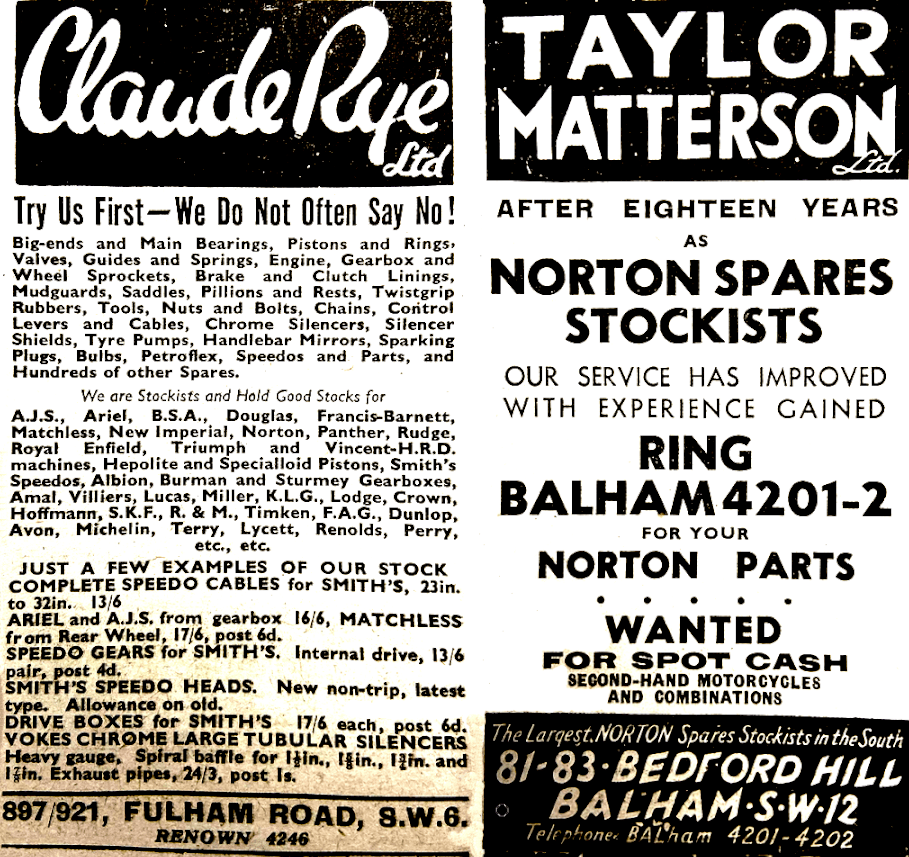 Claude Rye
Ltd
Try Us First—We Do Not Often Say No!
Big-ends and Main Bearings, Pistons and Rings,
Valves, Guides and Springs, Engine, Gearbox and
Wheel Sprockets, Brake and Clutch Linings,
Mudguards, Saddles, Pillions and Rests, Twistgrip
Rubbers, Tools, Nuts and Bolts, Chains, Control
Levers and Cables, Chrome Silencers, Silencer
Shields, Tyre Pumps, Handlebar Mirrors, Sparking
Plugs, Bulbs, Petroflex, Speedos and Parts, and
Hundreds of other Spares.
We are Stockists and Hold Good Stocks for
A.J.S., Ariel, B.S.A., Douglas, Francis-Barnett,
Matchless, New Imperial, Norton, Panther, Rudge,
Royal Enfield, Triumph and Vincent-H.R.D.
machines, Hepolite and Specialloid Pistons, Smith's
Speedos, Albion, Burman and Sturmey Gearboxes,
Amal, Villiers, Lucas, Miller, K.L.G., Lodge, Crown,
Hoffmann, S.K.F., R. & M., Timken, F.A.G., Dunlop,
Avon, Michelin, Terry, Lycett, Renolds, Perry,
etc., etc.
JUST A FEW EXAMPLES OF OUR STOCK
COMPLETE SPEEDO CABLES for SMITH'S, 23in.
to 32in. 13/6
ARIEL and A.J.S. from gearbox 16/6, MATCHLESS
from Rear Wheel, 17/6, post 6d.
SPEEDO GEARS for SMITH'S. Internal drive, 13/6
pair, post 4d.
SMITH'S SPEEDO HEADS. New non-trip, latest
type. Allowance on old.
DRIVE BOXES for SMITH'S 17/6 each, post 6d.
VOKES CHROME LARGE TUBULAR SILENCERS
Heavy gauge. Spiral baffle for 1½in., 1⅝in., 1¾in. and
in. Exhaust pipes, 24/3, post 1s.
897/921, FULHAM ROAD, S.W.6.
RENOWN 4246
TAYLOR
MATTERSON
Ltd.
AFTER EIGHTEEN YEARS
AS
NORTON SPARES
STOCKISTS
OUR SERVICE HAS IMPROVED
WITH EXPERIENCE GAINED
RING
BALHAM 4201-2
FOR YOUR
NORTON PARTS
. . . . .
WANTED
FOR SPOT CASH
SECOND-HAND MOTORCYCLES
AND COMBINATIONS
The Largest NORTON Spares Stockists in the South
81-83·BEDFORD HILL
BALHAM·S·W·12
Telephone: BALham 4201-4202